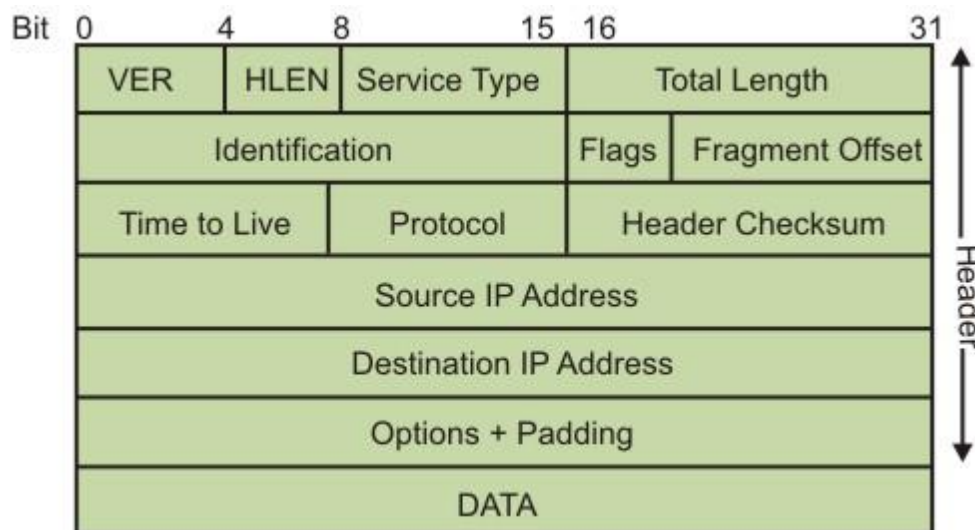 Bit 0 4 8 15 16 31
VER HLEN Service Type Total Length
Identification Flags Fragment Offset
Time to Live Protocol Header Checksum
Source IP Address
Destination IP Address
Options + Padding
DATA
Header